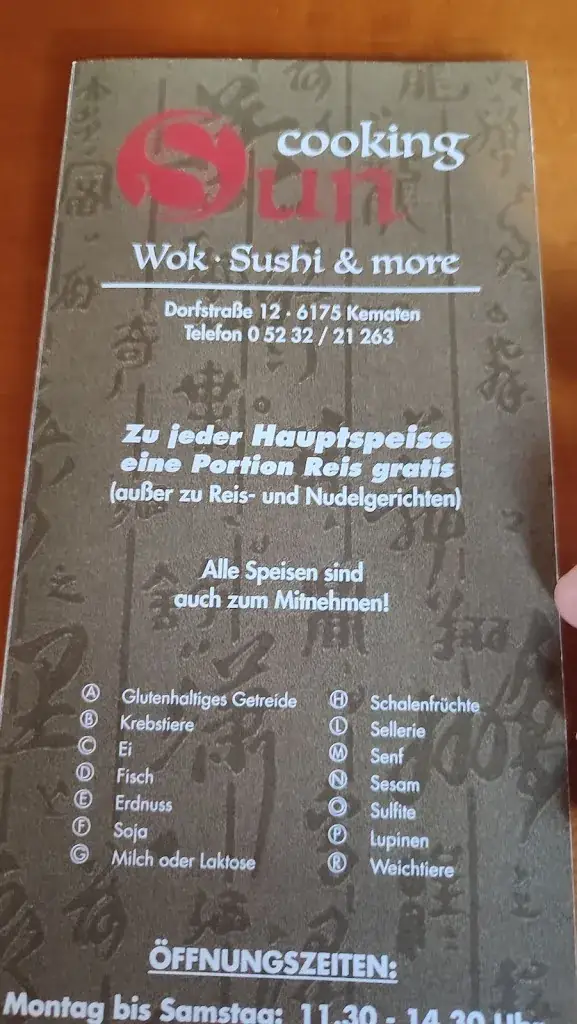 cooking
Sun
Wok · Sushi & more
Dorfstraße 12 · 6175 Kematen
Telefon 0 52 32 / 21 263
Zu jeder Hauptspeise
eine Portion Reis gratis
(außer zu Reis- und Nudelgerichten)
Alle Speisen sind
auch zum Mitnehmen!
A Glutenhaltiges Getreide
B Krebstiere
C Ei
D Fisch
E Erdnuss
F Soja
G Milch oder Laktose
H Schalenfrüchte
L Sellerie
M Senf
N Sesam
O Sulfite
P Lupinen
R Weichtiere
ÖFFNUNGSZEITEN:
Montag bis Samstag: 11.30 - 14.30 Uhr